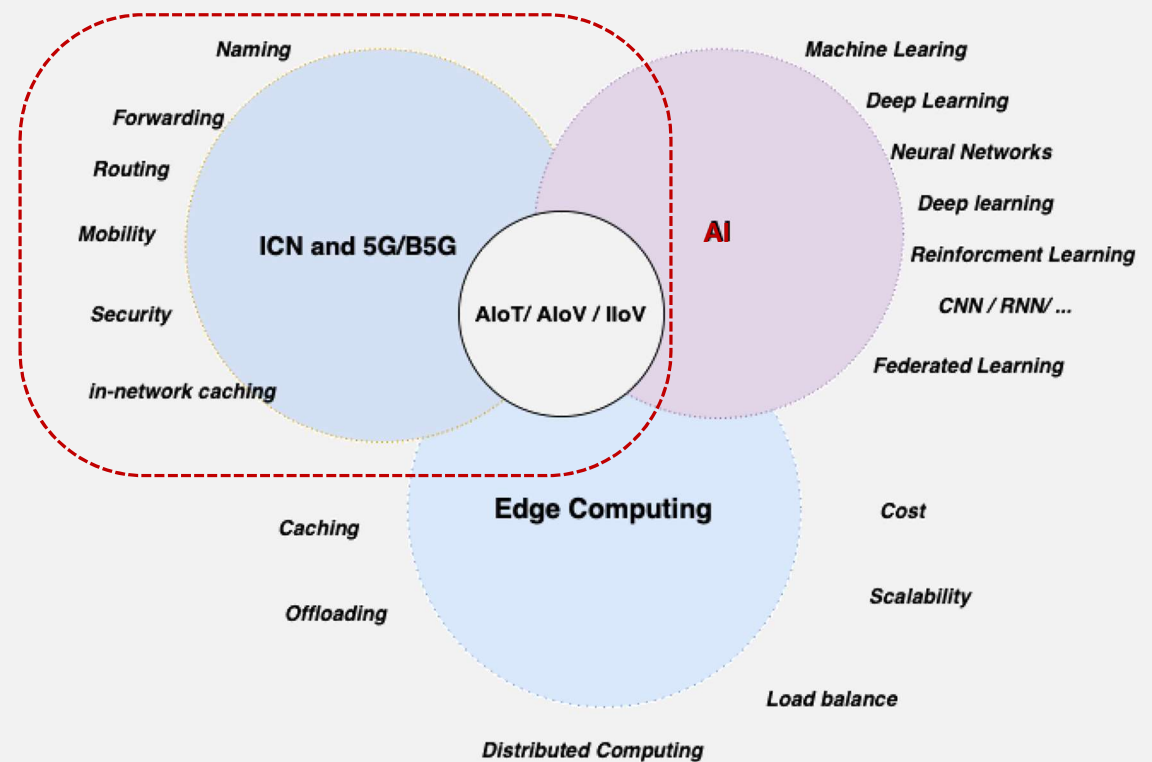 Naming
Forwarding
Routing
Mobility
Security
in-network caching
ICN and 5G/B5G
Machine Learing
Deep Learning
Neural Networks
Deep learning
Reinforcment Learning
CNN / RNN/ ...
Federated Learning
AI
AIoT/ AIoV / IIoV
Edge Computing
Caching
Offloading
Distributed Computing
Load balance
Scalability
Cost